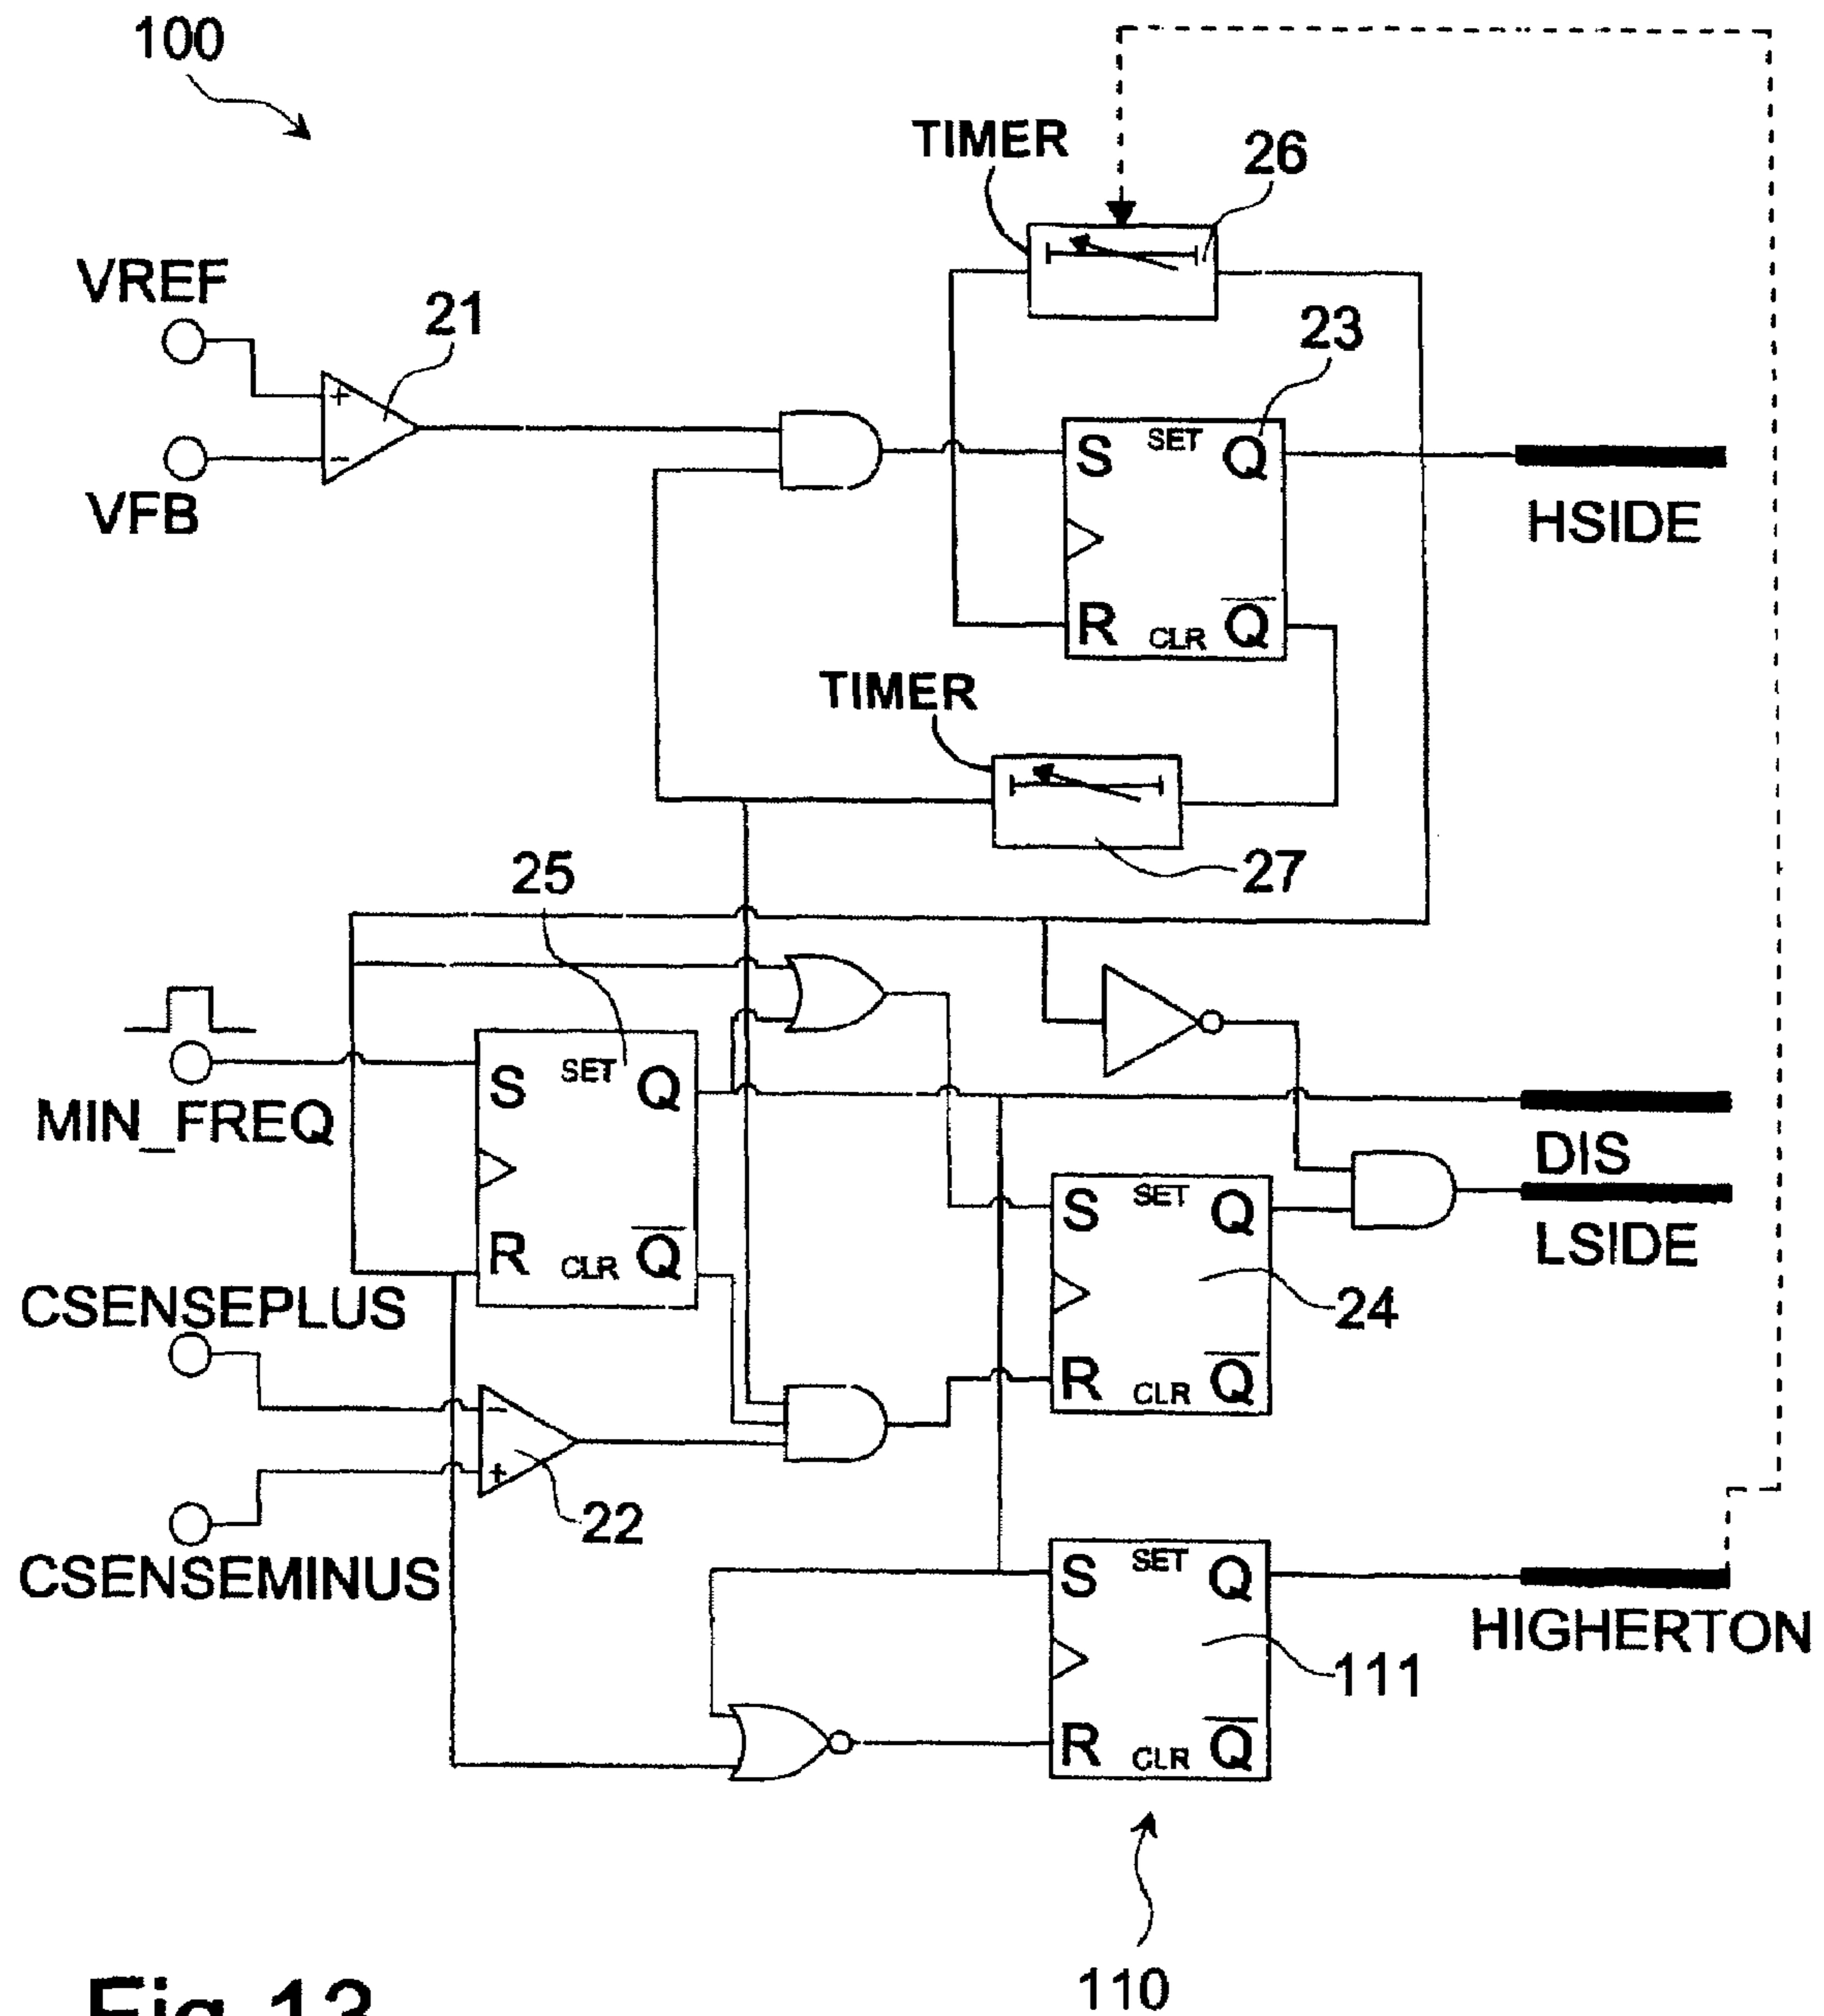 100
TIMER
26
VREF
21
23
S SET Q
VFB
HSIDE
R CLR Q̅
TIMER
25
27
S SET Q
MIN_FREQ
DIS
S SET Q
LSIDE
R CLR Q̅
CSENSEPLUS
24
R CLR Q̅
22
CSENSEMINUS
S SET Q
HIGHERTON
111
R CLR Q̅
110
Fig. 13